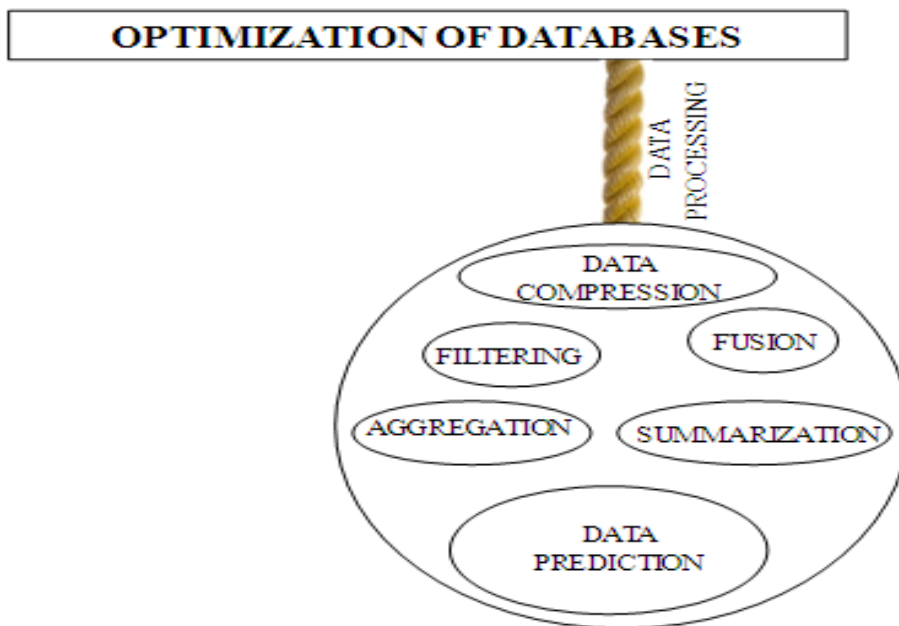 OPTIMIZATION OF DATABASES
DATA
PROCESSING
DATA
COMPRESSION
FILTERING
FUSION
AGGREGATION
SUMMARIZATION
DATA
PREDICTION